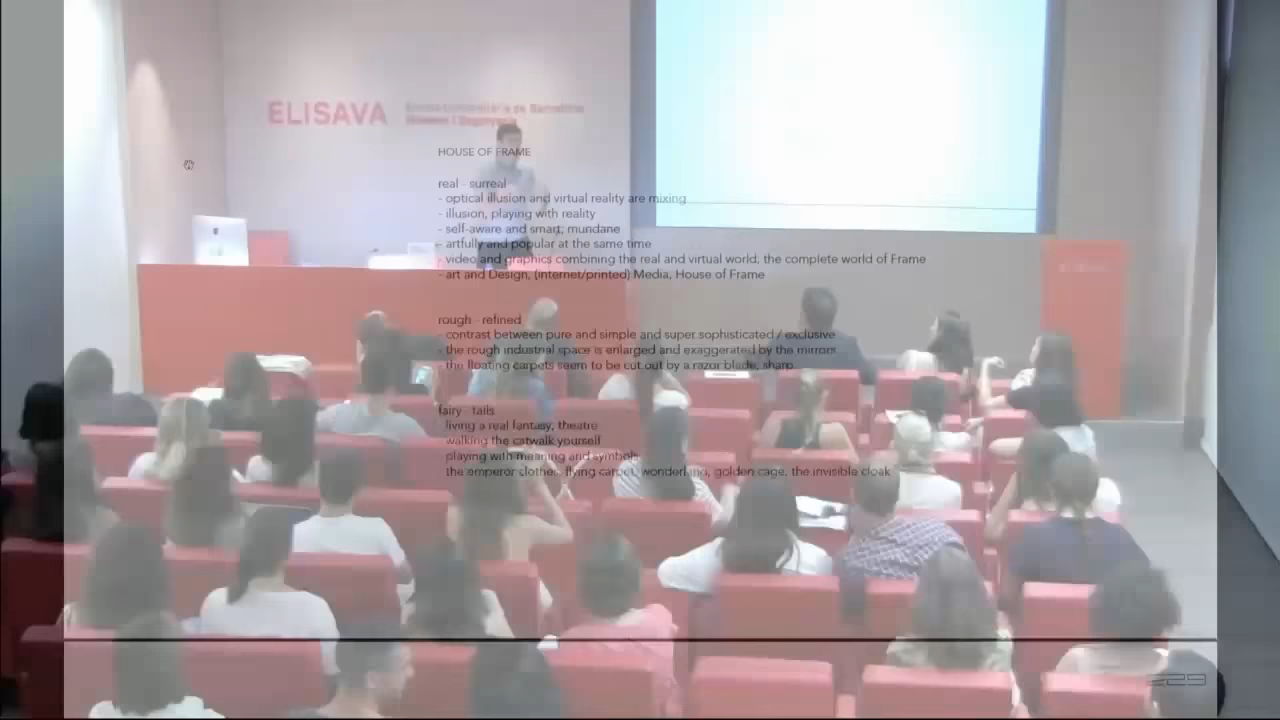 ELISAVA
HOUSE OF FRAME
real - surreal
- optical illusion and virtual reality are mixing
- illusion, playing with reality
- self-aware and smart; mundane
- artfully and popular at the same time
- video and graphics combining the real and virtual world, the complete world of Frame
- art and Design, (internet/printed) Media, House of Frame
rough - refined
- contrast between pure and simple and super sophisticated / exclusive
- the rough industrial space is enlarged and exaggerated by the mirrors
- the floating carpets seem to be cut out by a razor blade, sharp
fairy - tails
living a real fantasy, theatre
walking the catwalk yourself
playing with meaning and symbols
the emperor clothes, flying carpet, wonderland, golden cage, the invisible cloak